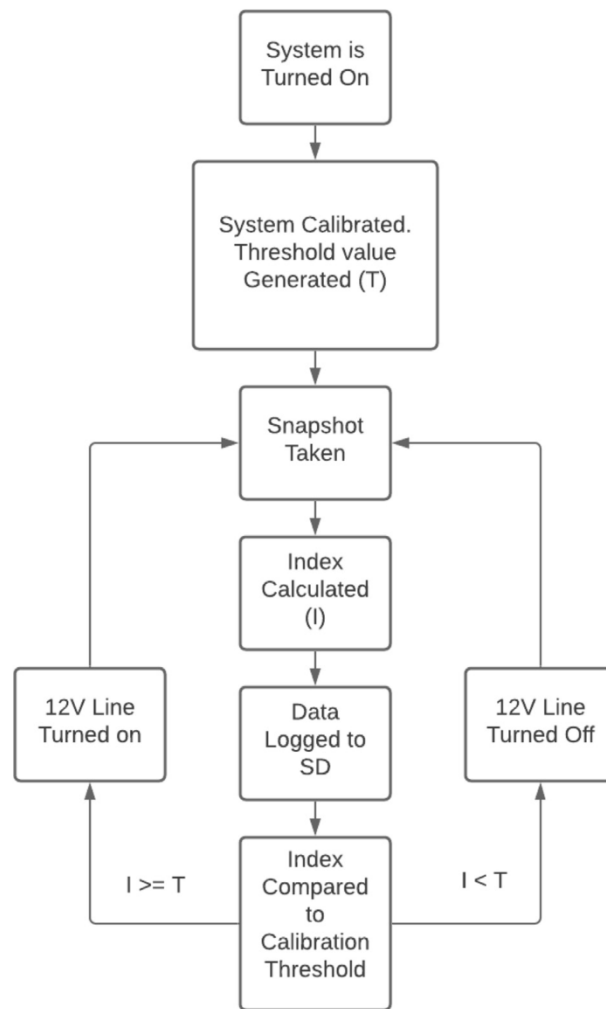 System is
Turned On
System Calibrated.
Threshold value
Generated (T)
Snapshot
Taken
Index
Calculated
(I)
12V Line
Turned on
Data
Logged to
SD
12V Line
Turned Off
I >= T
Index
Compared
to
Calibration
Threshold
I < T